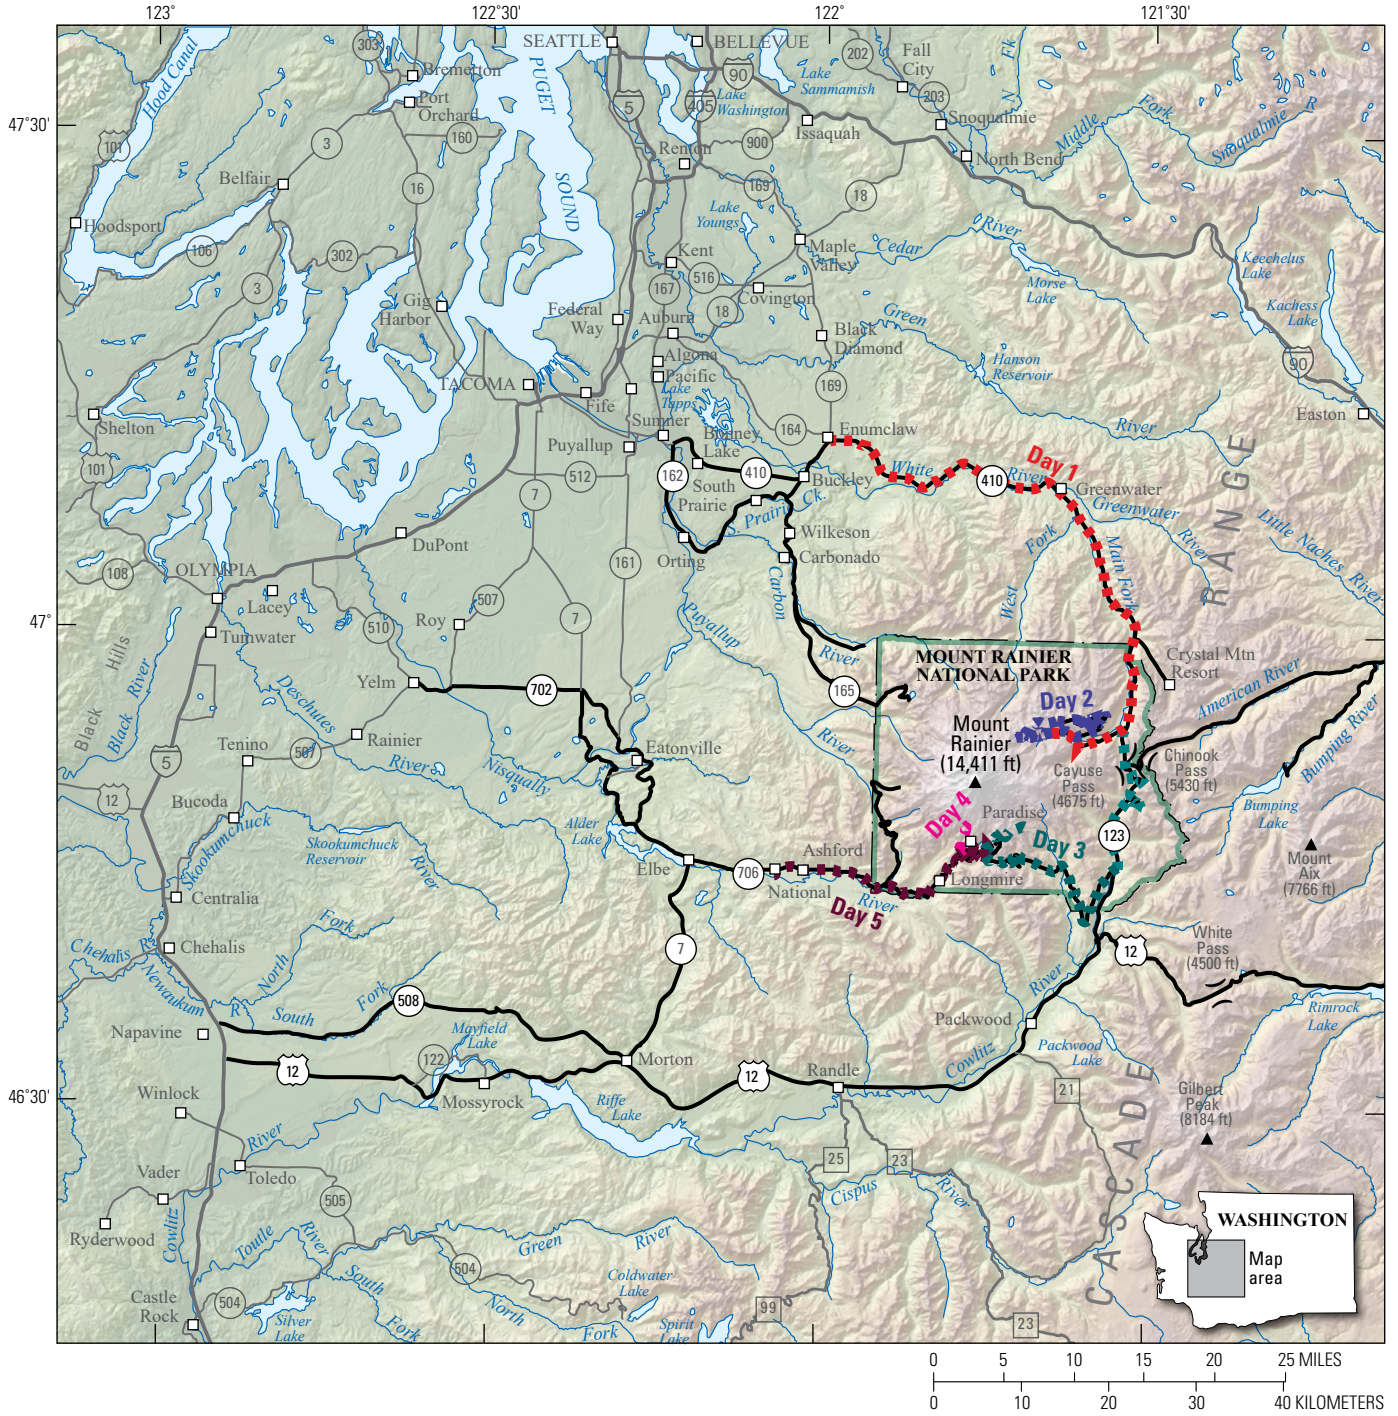 123°
122°30'
122°
121°30'
47°30'
47°
46°30'
SEATTLE
BELLEVUE
Fall
City
Lake
Sammamish
Bremerton
Port
Orchard
Hood Canal
PUGET
SOUND
Lake
Washington
Issaquah
Snoqualmie
North Bend
N Fk
Middle
Fork
Snoqualmie R
303
90
202
203
5
405
900
101
3
160
16
Belfair
Renton
169
18
Hoodsport
106
302
3
Lake
Youngs
Maple
Valley
Cedar
River
Morse
Lake
Keechelus
Lake
Kachess
Lake
90
Easton
Kent
516
167
Covington
18
Gig
Harbor
Federal
Way
Auburn
Black
Diamond
Green
River
Hanson
Reservoir
Algona
Pacific
Lake
Tapps
TACOMA
Fife
Sumner
Puyallup
Bonney
Lake
169
164
Enumclaw
Shelton
101
512
7
162
410
South
Prairie
S. Prairie Ck.
Buckley
White
River
410
Day 1
Greenwater
Greenwater
River
Little Naches River
RANGE
DuPont
Orting
Wilkeson
Carbonado
Carbon
River
161
West
Fork
Main Fork
108
OLYMPIA
Lacey
Tumwater
507
Roy
510
7
Puyallup
River
Black
Hills
Black River
Yelm
702
165
MOUNT RAINIER
NATIONAL PARK
Crystal Mtn
Resort
American River
Bumping River
Deschutes
River
Rainier
Tenino
507
5
Eatonville
Nisqually
River
Day 2
Mount
Rainier
(14,411 ft)
Cayuse
Pass
(4675 ft)
Chinook
Pass
(5430 ft)
12
Bucoda
Skookumchuck
River
Skookumchuck
Reservoir
Alder
Lake
Paradise
Day 4
Day 3
123
Bumping
Lake
Mount
Aix
(7766 ft)
Elbe
706
National
Ashford
Longmire
Day 5
Centralia
Chehalis
Chehalis R
Newaukum R
North
Fork
South
Fork
508
7
White
Pass
(4500 ft)
12
River
Rimrock
Lake
Napavine
Mayfield
Lake
122
Morton
12
12
Randle
Packwood
Cowlitz
Packwood
Lake
21
Winlock
Mossyrock
Riffe
Lake
Gilbert
Peak
(8184 ft)
CASCADE
River
Vader
Toledo
505
25
23
Cispus
River
Ryderwood
Cowlitz
Toutle
River
South
Fork
504
Green
River
Coldwater
Lake
Castle
Rock
504
Silver
Lake
North
Fork
Spirit
Lake
99
23
WASHINGTON
Map
area
0 5 10 15 20 25 MILES
0 10 20 30 40 KILOMETERS